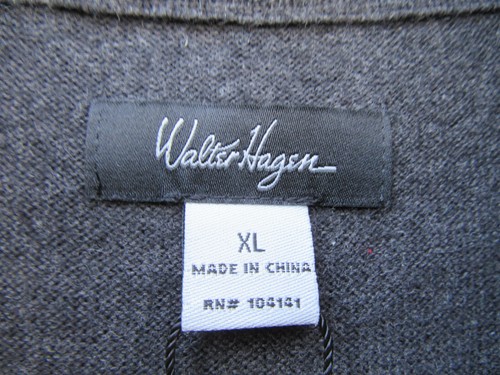 Walter Hagen
XL
MADE IN CHINA
RN# 104141